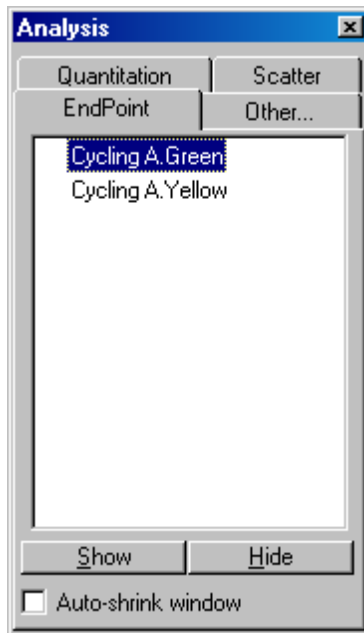 Analysis
Quantitation Scatter
EndPoint Other...
Cycling A.Green
Cycling A.Yellow
Show Hide
Auto-shrink window